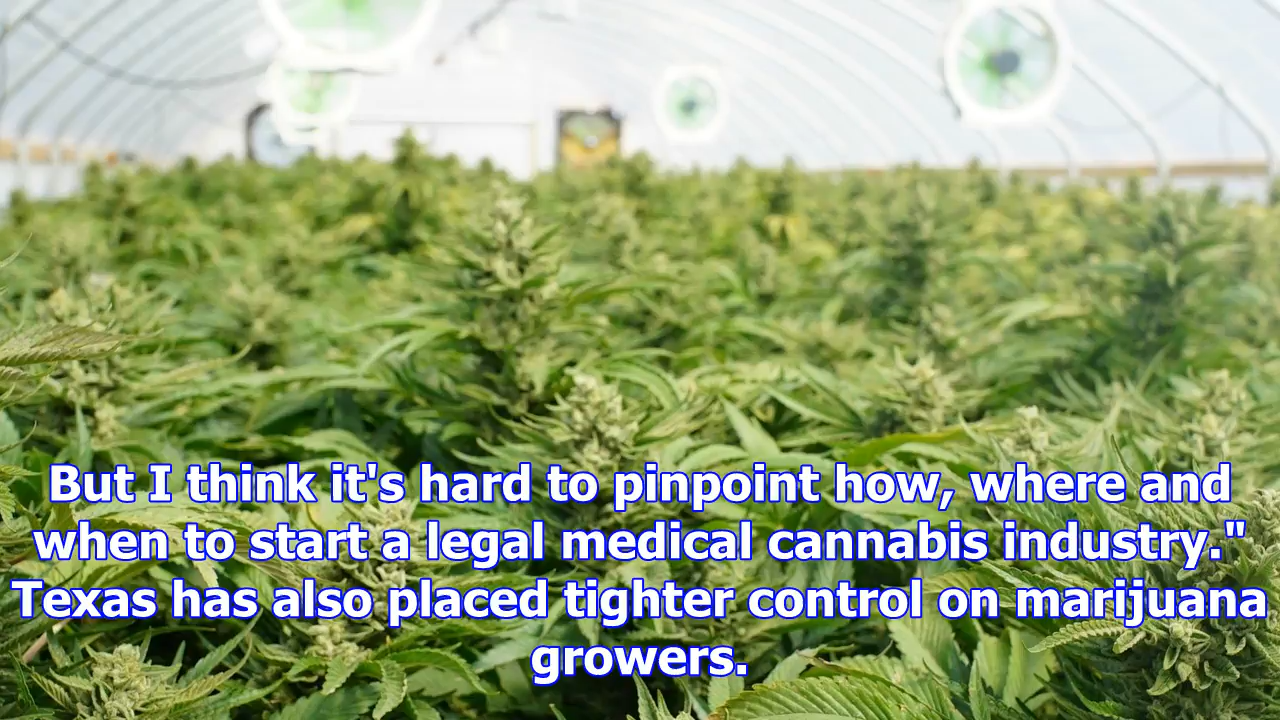 But I think it's hard to pinpoint how, where and
when to start a legal medical cannabis industry."
Texas has also placed tighter control on marijuana
growers.